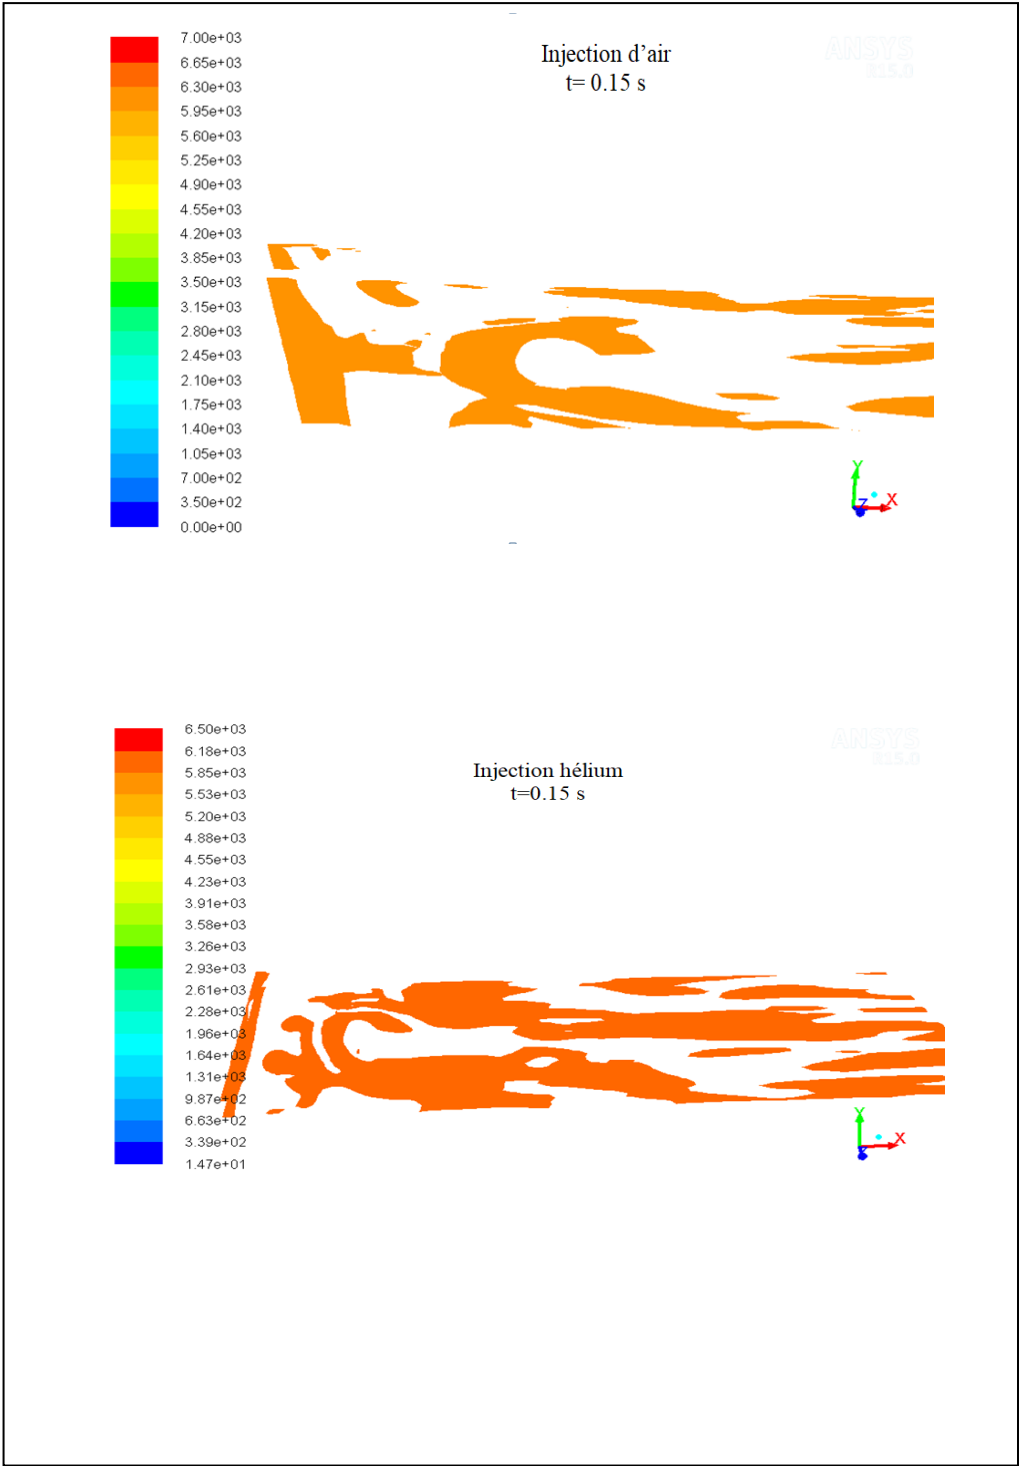 7.00e+03
6.65e+03
6.30e+03
5.95e+03
5.60e+03
5.25e+03
4.90e+03
4.55e+03
4.20e+03
3.85e+03
3.50e+03
3.15e+03
2.80e+03
2.45e+03
2.10e+03
1.75e+03
1.40e+03
1.05e+03
7.00e+02
3.50e+02
0.00e+00
Injection d’air
t= 0.15 s
ANSYS
R15.0
Y
Z
X
6.50e+03
6.18e+03
5.85e+03
5.53e+03
5.20e+03
4.88e+03
4.55e+03
4.23e+03
3.91e+03
3.58e+03
3.26e+03
2.93e+03
2.61e+03
2.28e+03
1.96e+03
1.64e+03
1.31e+03
9.87e+02
6.63e+02
3.39e+02
1.47e+01
Injection hélium
t=0.15 s
ANSYS
R15.0
Y
X